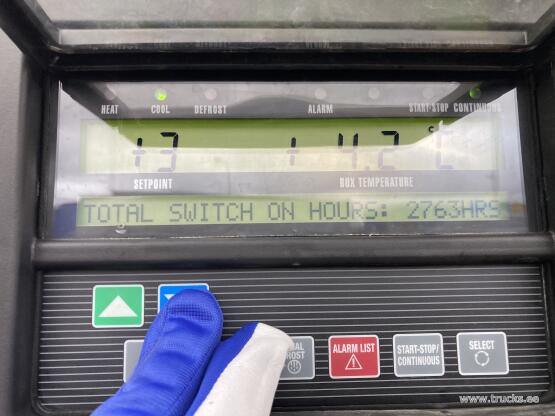 HEAT COOL DEFROST ALARM START-STOP CONTINUOUS
13 14.2 °C
SETPOINT BOX TEMPERATURE
TOTAL SWITCH ON HOURS: 2763HRS
ALARM LIST START-STOP/ CONTINUOUS SELECT
www.trucks.ee